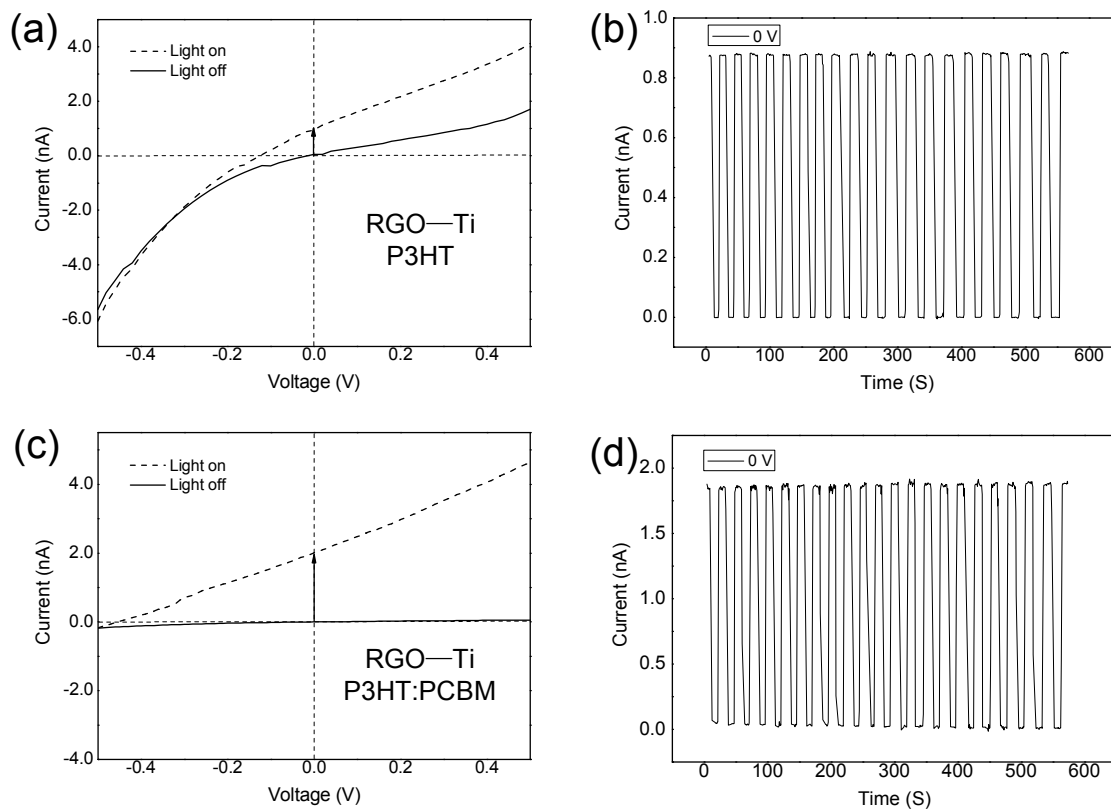 (a)
4.0
2.0
0.0
-2.0
-4.0
-6.0
Current (nA)
Light on
Light off
RGO—Ti
P3HT
-0.4 -0.2 0.0 0.2 0.4
Voltage (V)
(b)
1.0
0.8
0.6
0.4
0.2
0.0
Current (nA)
0 V
0 100 200 300 400 500 600
Time (S)
(c)
4.0
2.0
0.0
-2.0
-4.0
Current (nA)
Light on
Light off
RGO—Ti
P3HT:PCBM
-0.4 -0.2 0.0 0.2 0.4
Voltage (V)
(d)
2.0
1.5
1.0
0.5
0.0
Current (nA)
0 V
0 100 200 300 400 500 600
Time (S)